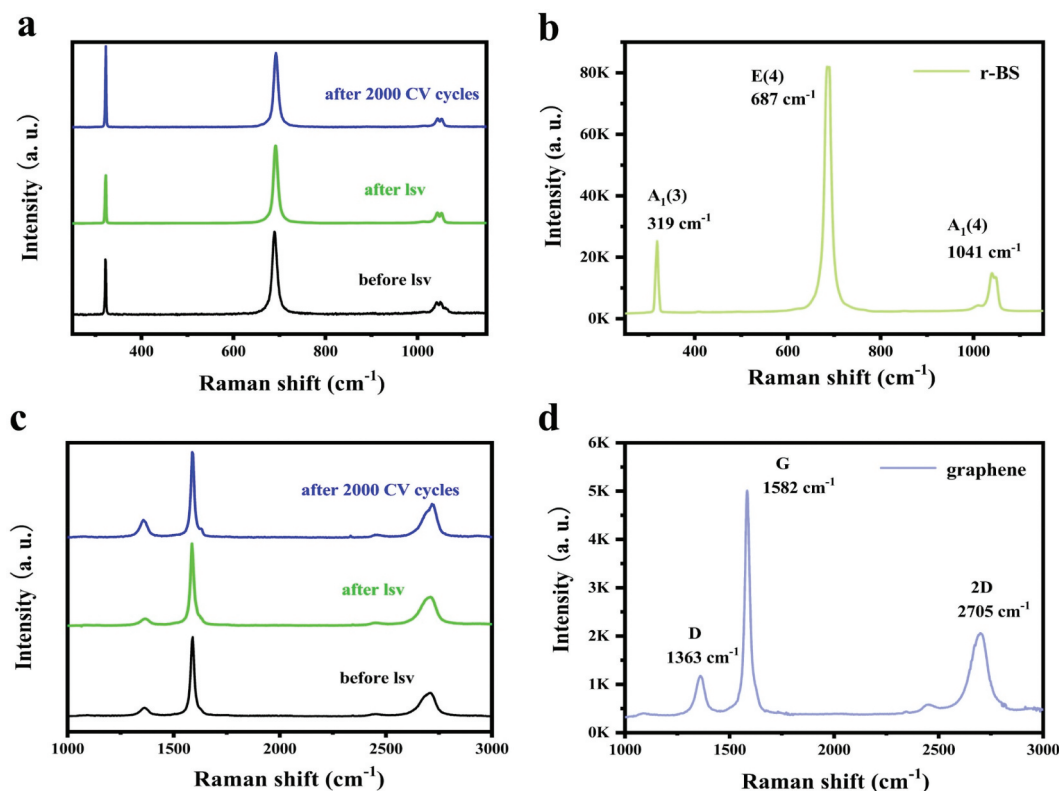 a
after 2000 CV cycles
after lsv
before lsv
Intensity (a. u.)
400 600 800 1000
Raman shift (cm⁻¹)
b
r-BS
E(4)
687 cm⁻¹
A₁(3)
319 cm⁻¹
A₁(4)
1041 cm⁻¹
80K
60K
40K
20K
0K
Intensity (a. u.)
400 600 800 1000
Raman shift (cm⁻¹)
c
after 2000 CV cycles
after lsv
before lsv
Intensity (a. u.)
1000 1500 2000 2500 3000
Raman shift (cm⁻¹)
d
graphene
G
1582 cm⁻¹
2D
2705 cm⁻¹
D
1363 cm⁻¹
6K
5K
4K
3K
2K
1K
0K
Intensity (a. u.)
1000 1500 2000 2500 3000
Raman shift (cm⁻¹)